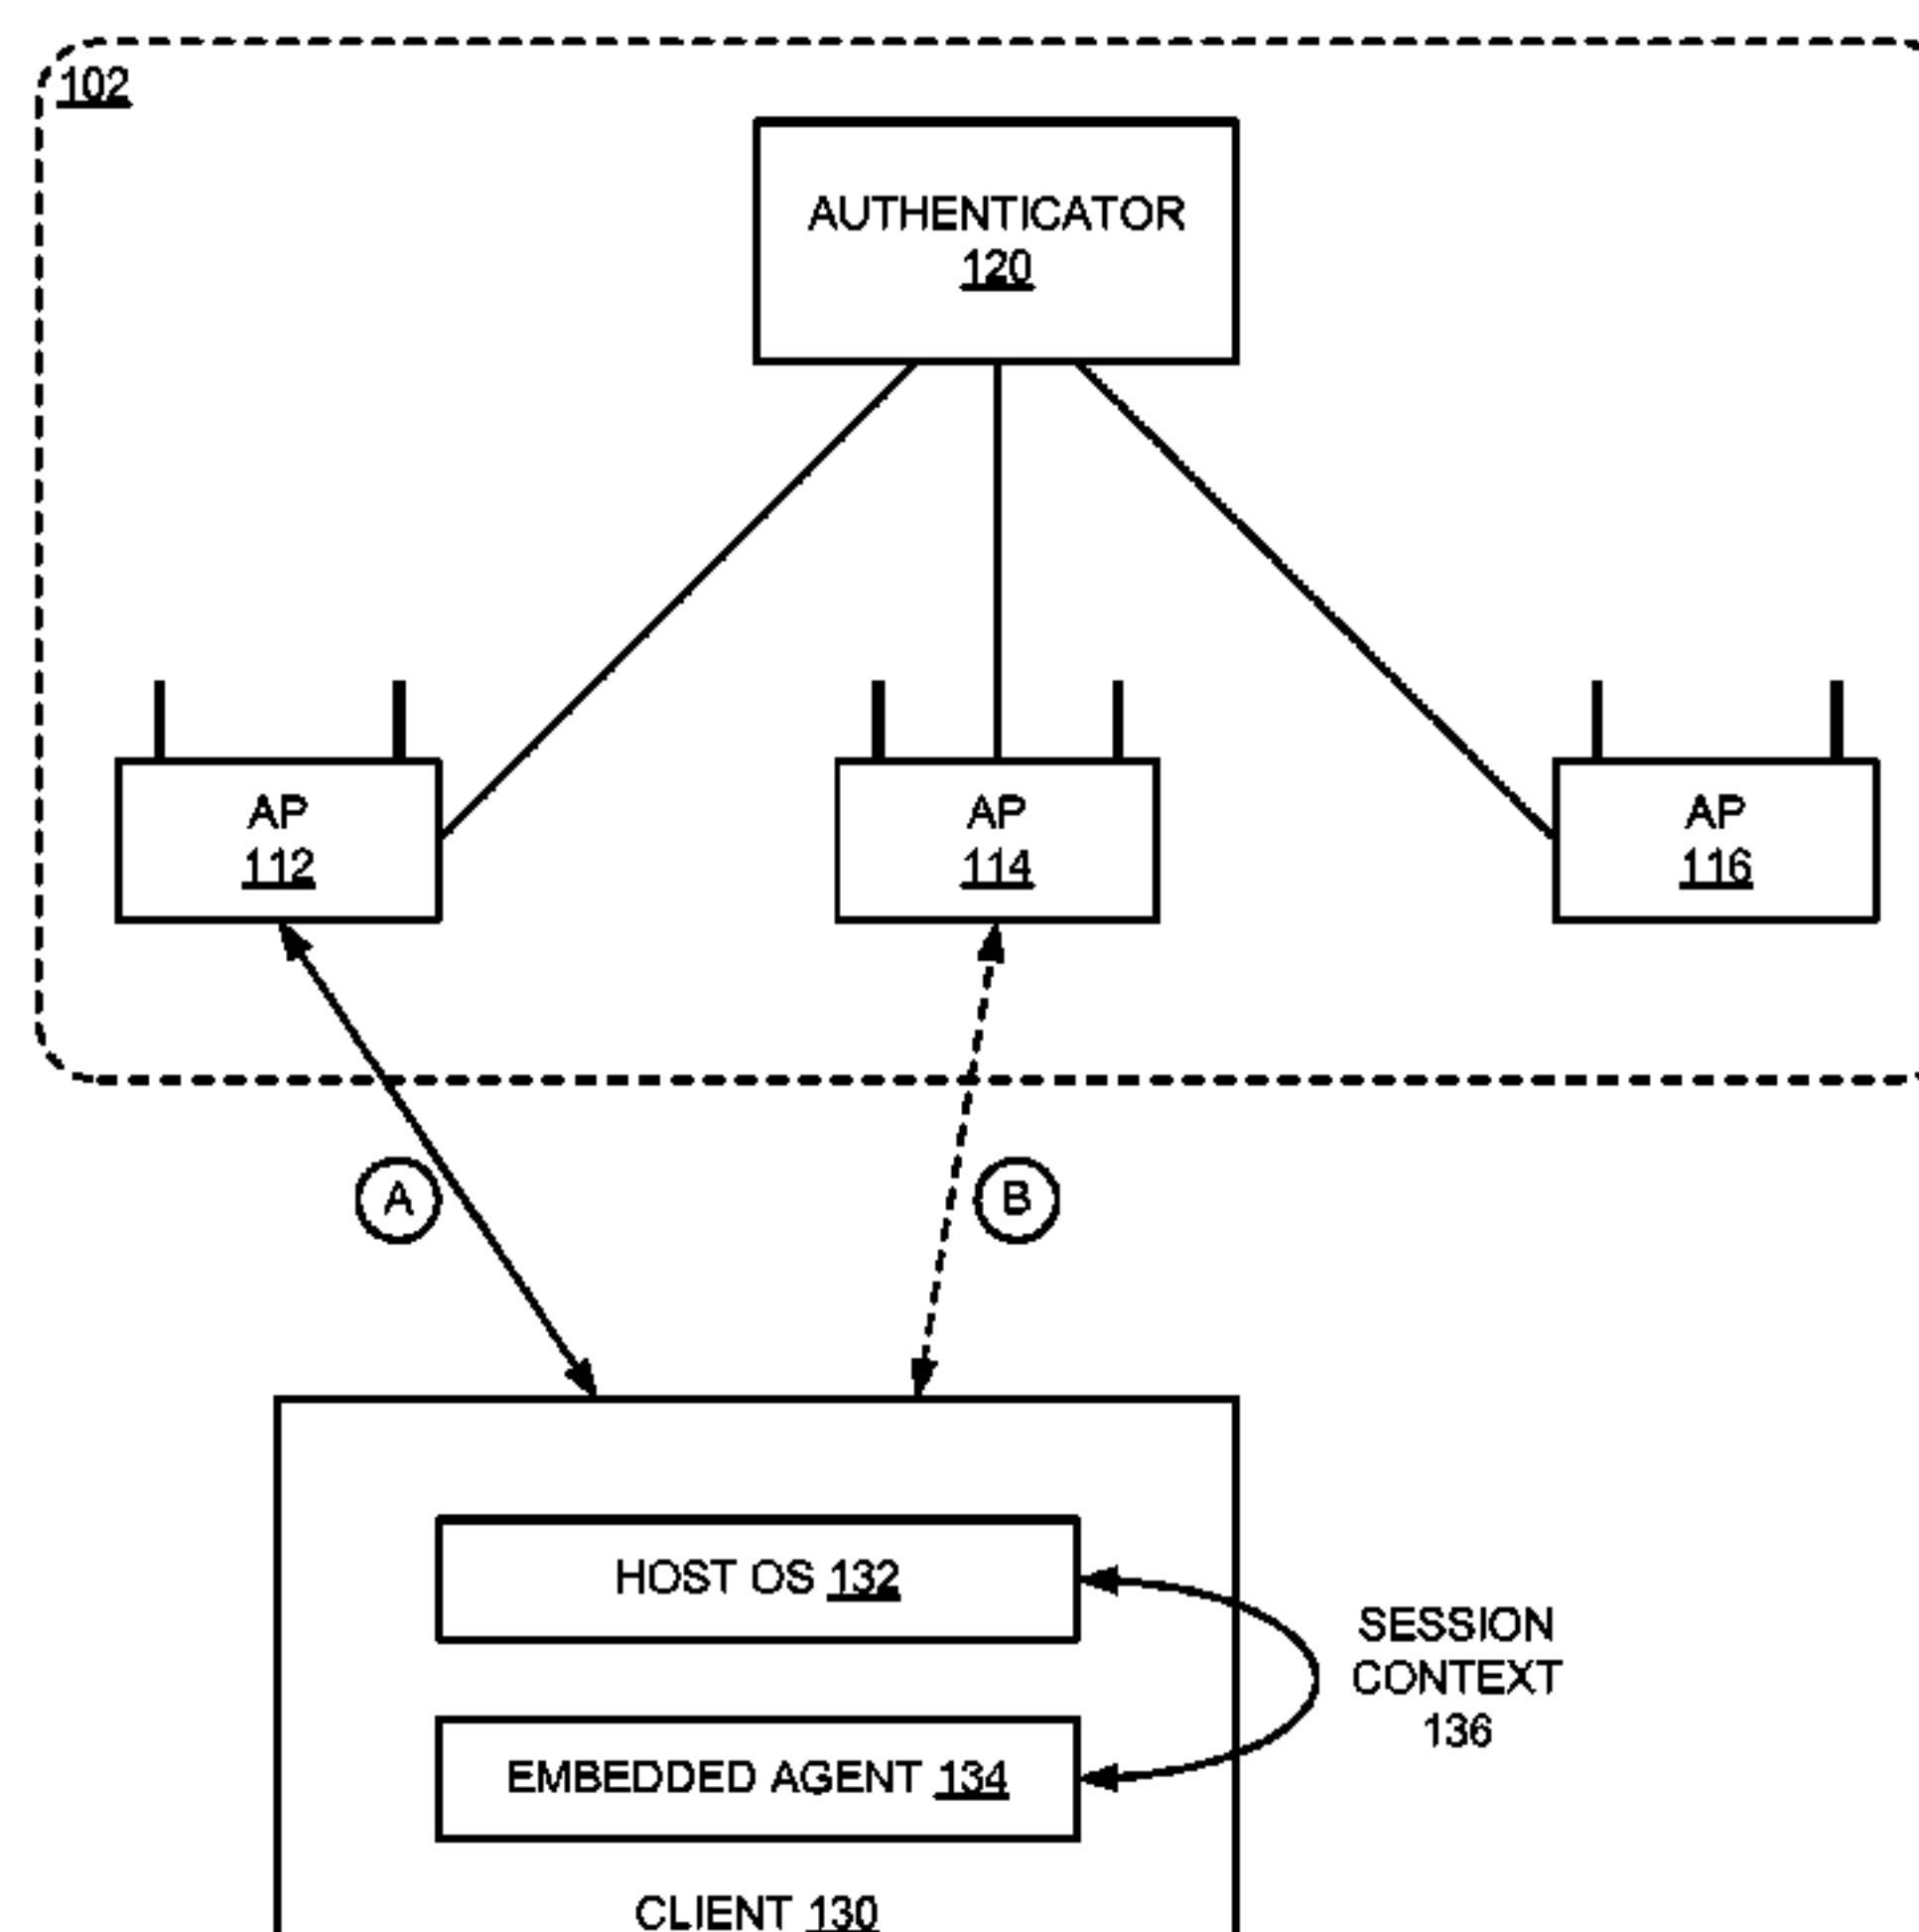 102
AUTHENTICATOR
120
AP
112
AP
114
AP
116
A
B
HOST OS 132
SESSION
CONTEXT
136
EMBEDDED AGENT 134
CLIENT 130